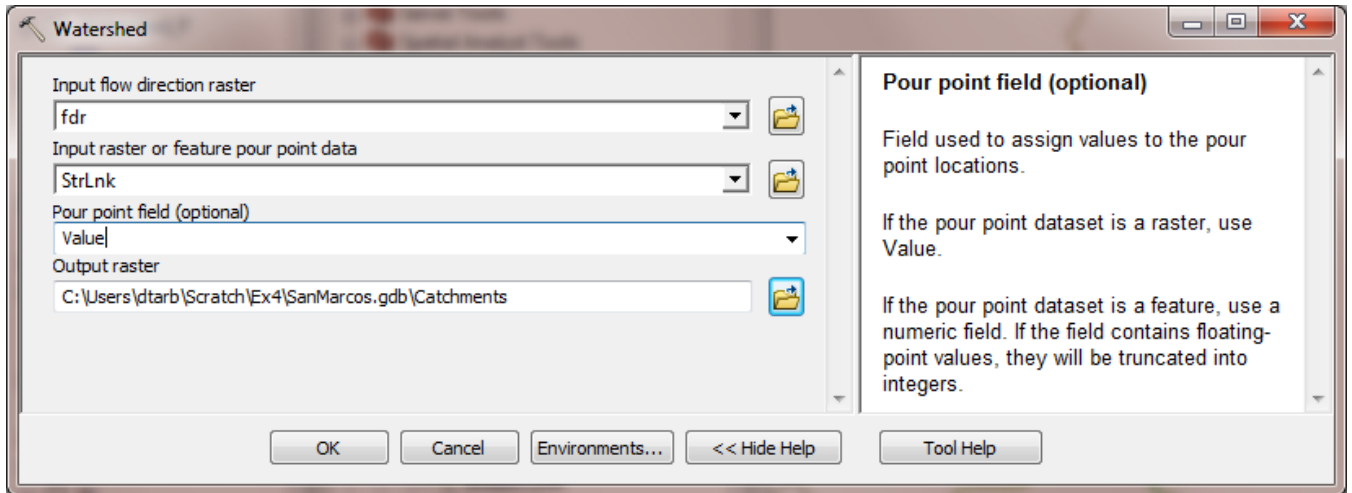 Watershed
Input flow direction raster
fdr
Input raster or feature pour point data
StrLnk
Pour point field (optional)
Value
Output raster
C:\Users\dtarb\Scratch\Ex4\SanMarcos.gdb\Catchments
Pour point field (optional)
Field used to assign values to the pour
point locations.
If the pour point dataset is a raster, use
Value.
If the pour point dataset is a feature, use a
numeric field. If the field contains floating-
point values, they will be truncated into
integers.
OK
Cancel
Environments...
<< Hide Help
Tool Help